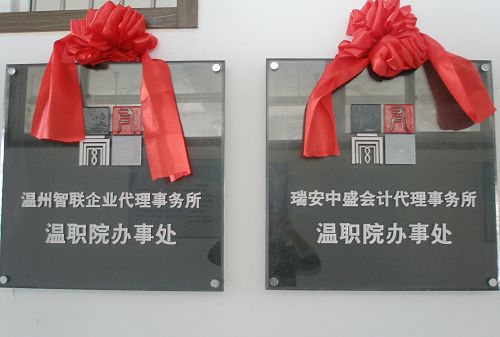 温州智联企业代理事务所
温职院办事处
瑞安中盛会计代理事务所
温职院办事处